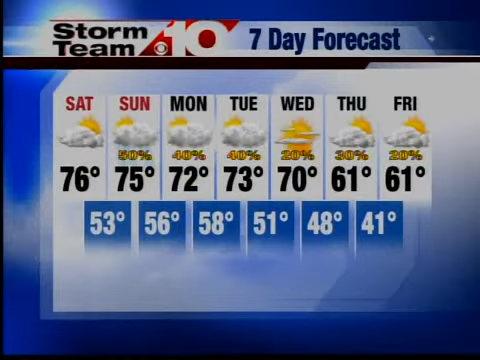 Storm
Team 10
7 Day Forecast
SAT SUN MON TUE WED THU FRI
50% 40% 40% 20% 30% 20%
76° 75° 72° 73° 70° 61° 61°
53° 56° 58° 51° 48° 41°